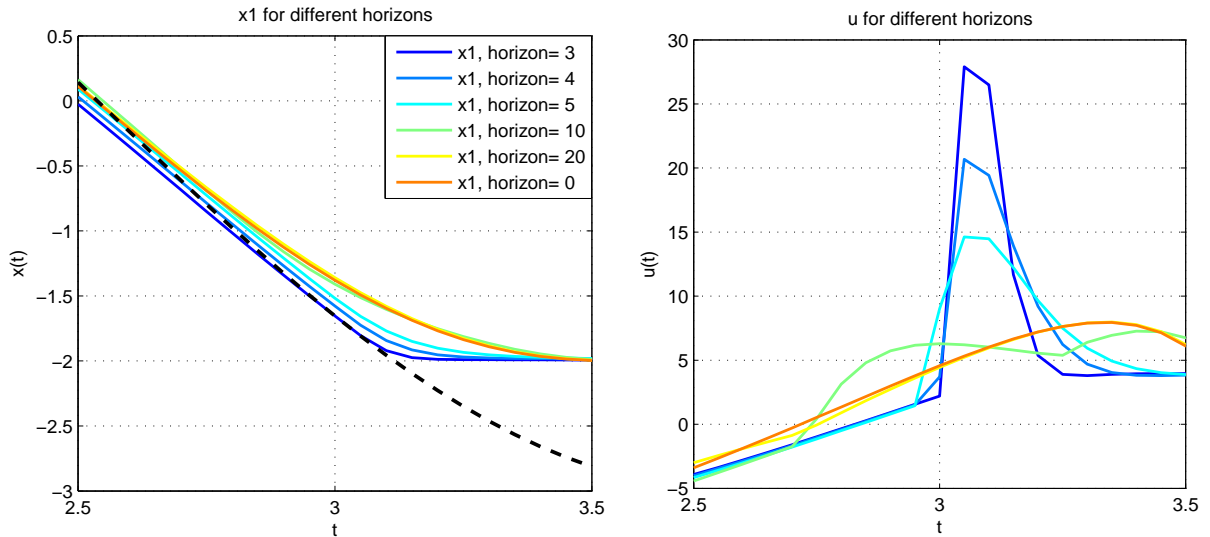 x1 for different horizons
0.5
0
−0.5
−1
−1.5
−2
−2.5
−3
x(t)
2.5
3
3.5
t
x1, horizon= 3
x1, horizon= 4
x1, horizon= 5
x1, horizon= 10
x1, horizon= 20
x1, horizon= 0
u for different horizons
30
25
20
15
10
5
0
−5
u(t)
2.5
3
3.5
t